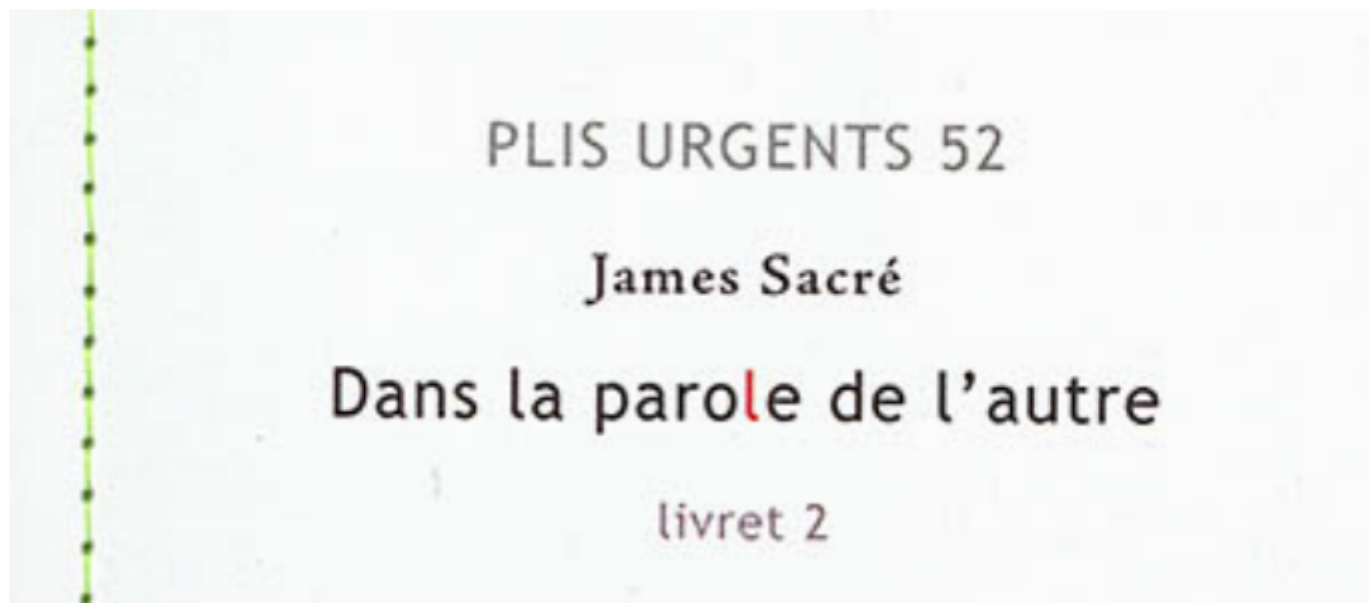 PLIS URGENTS 52
James Sacré
Dans la parole de l’autre
livret 2